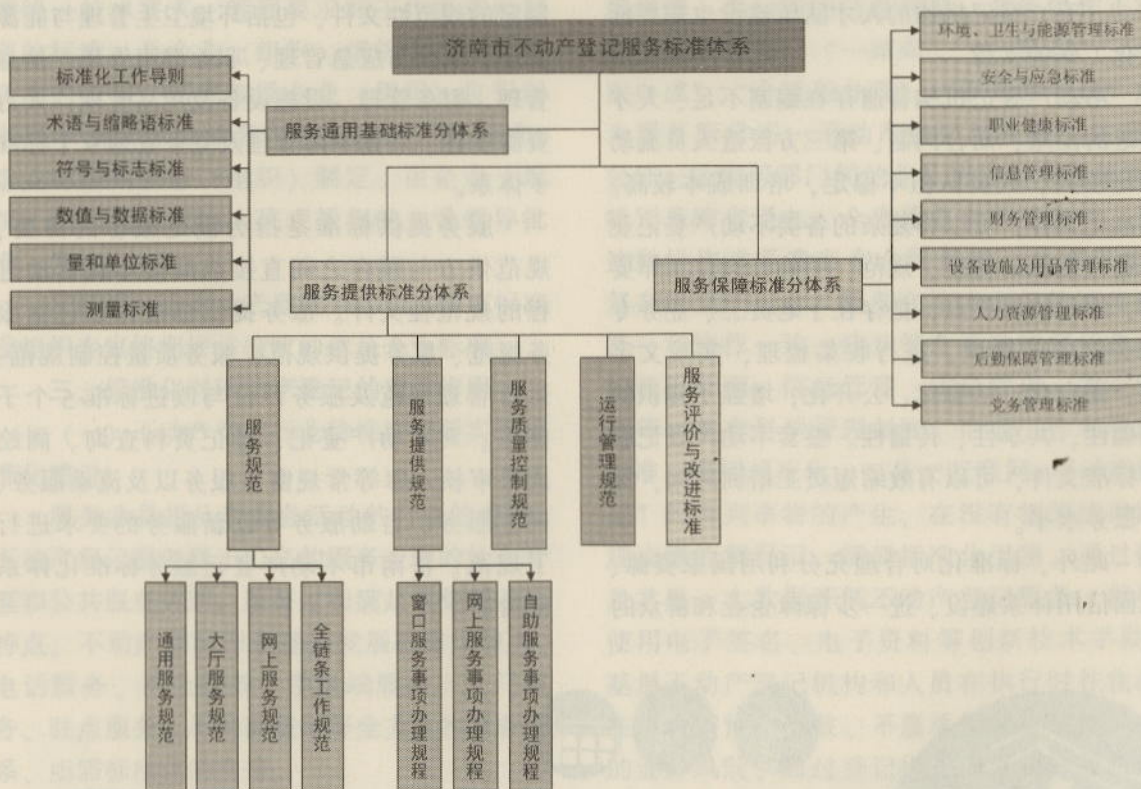 济南市不动产登记服务标准体系
服务通用基础标准分体系
标准化工作导则
术语与缩略语标准
符号与标志标准
数值与数据标准
量和单位标准
测量标准
服务提供标准分体系
服务规范
服务提供规范
服务质量控制规范
运行管理规范
服务评价与改进标准
通用服务规范
大厅服务规范
网上服务规范
全链条工作规范
窗口服务事项办理规程
网上服务事项办理规程
自助服务事项办理规程
服务保障标准分体系
环境、卫生与能源管理标准
安全与应急标准
职业健康标准
信息管理标准
财务管理标准
设备设施及用品管理标准
人力资源管理标准
后勤保障管理标准
党务管理标准